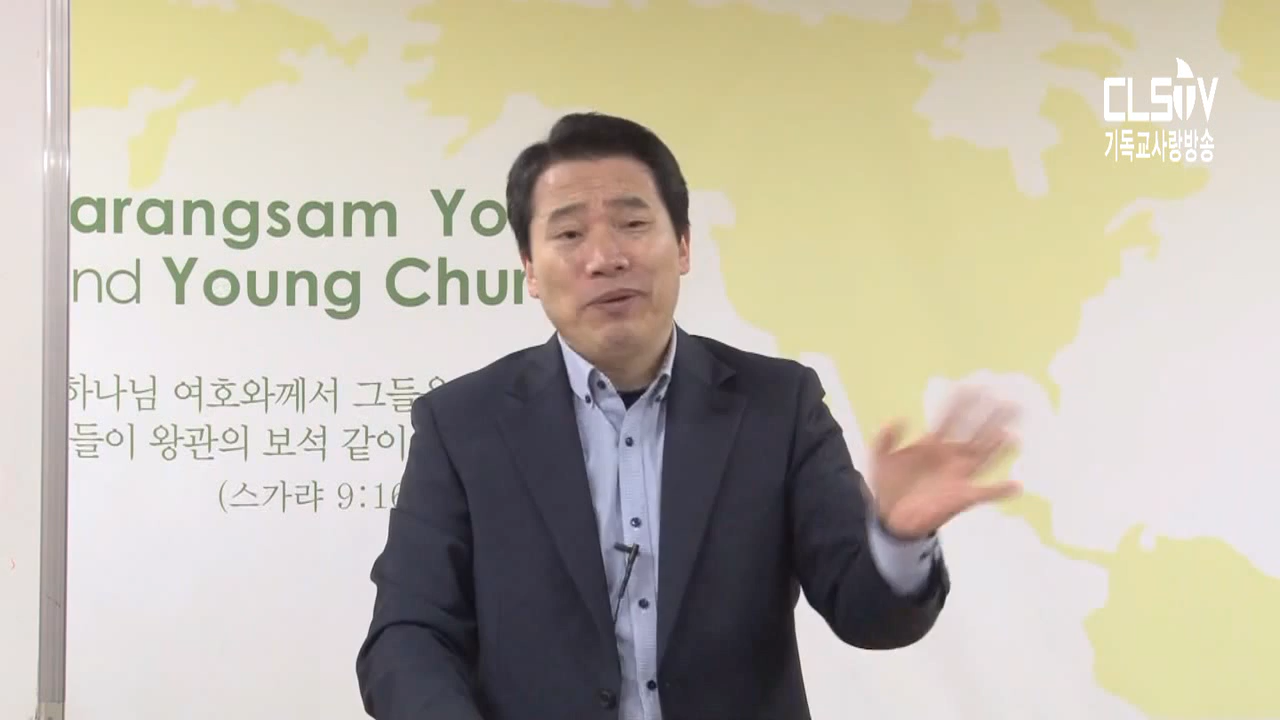 CLSTV
기독교사랑방송
arangsam Yo
nd Young Chur
하나님 여호와께서 그들을
들이 왕관의 보석 같이
(스가랴 9:16